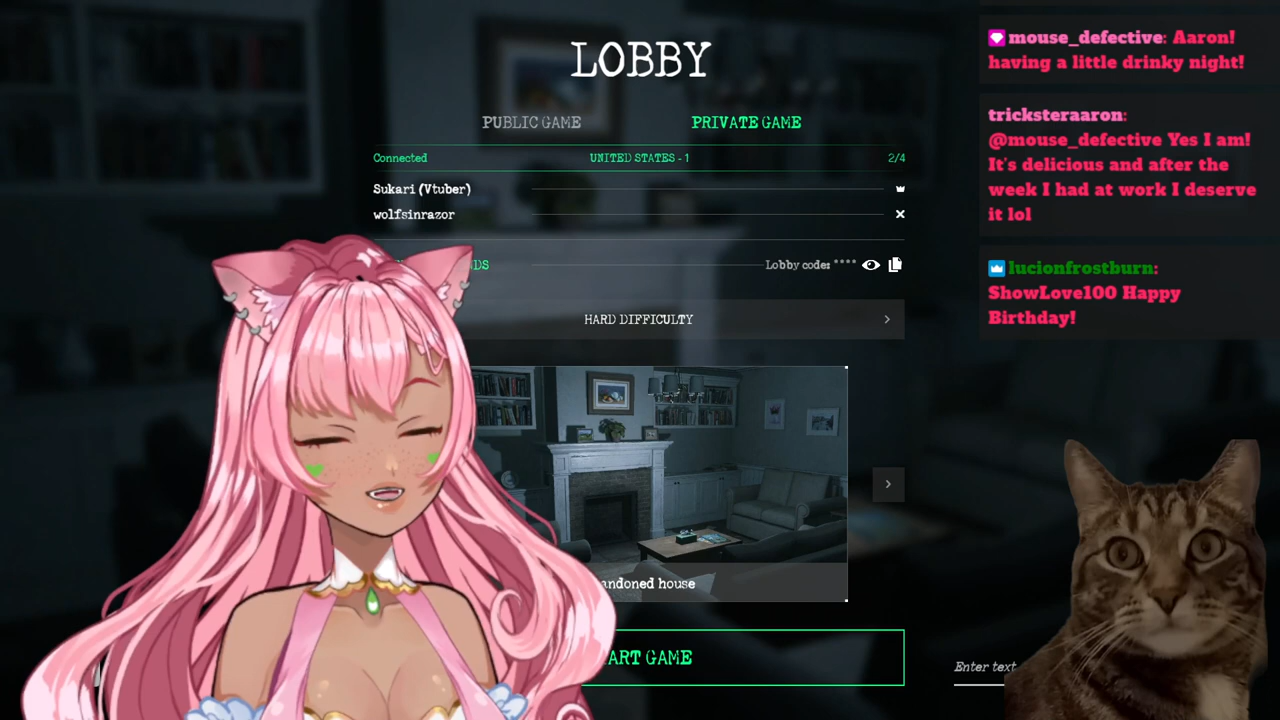 LOBBY
PUBLIC GAME
PRIVATE GAME
Connected
UNITED STATES - 1
2/4
Sukari (Vtuber)
wolfsinrazor
Lobby code: ****
HARD DIFFICULTY
house
GAME
Enter text
mouse_defective: Aaron!
having a little drinky night!
tricksteraaron:
@mouse_defective Yes I am!
It's delicious and after the
week I had at work I deserve
it lol
lucionfrostburn:
ShowLove100 Happy
Birthday!